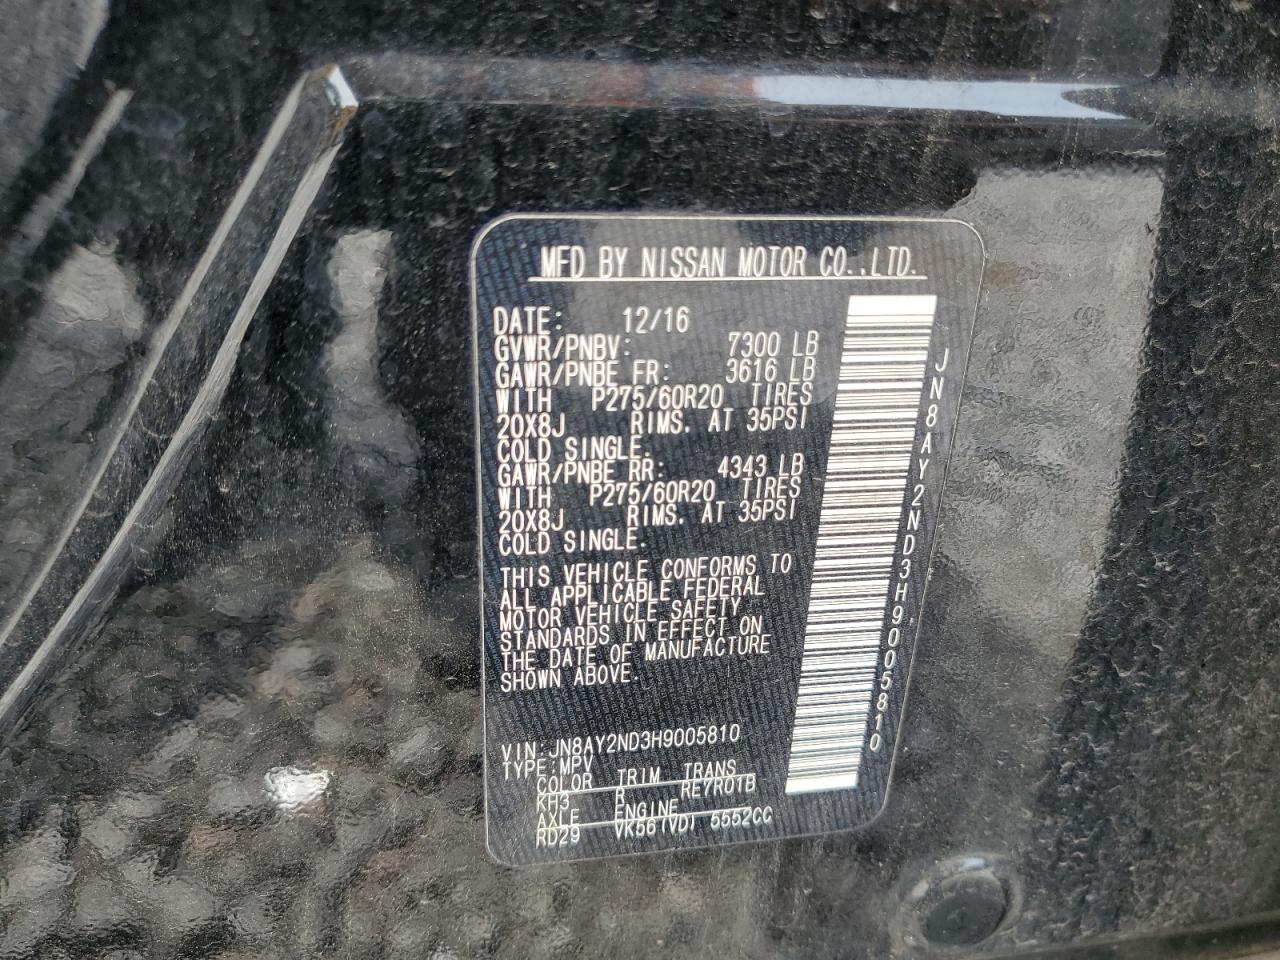 MFD BY NISSAN MOTOR CO.,LTD.
DATE: 12/16
GVWR/PNBV: 7300 LB
GAWR/PNBE FR: 3616 LB
WITH P275/60R20 TIRES
20X8J RIMS. AT 35PSI
COLD SINGLE.
GAWR/PNBE RR: 4343 LB
WITH P275/60R20 TIRES
20X8J RIMS. AT 35PSI
COLD SINGLE.
THIS VEHICLE CONFORMS TO
ALL APPLICABLE FEDERAL
MOTOR VEHICLE SAFETY
STANDARDS IN EFFECT ON
THE DATE OF MANUFACTURE
SHOWN ABOVE.
VIN:JN8AY2ND3H9005810
TYPE:MPV
COLOR TRIM TRANS
KH3 R RE7R01B
AXLE ENGINE
RD29 VK56(VD) 5552CC
JN8AY2ND3H9005810